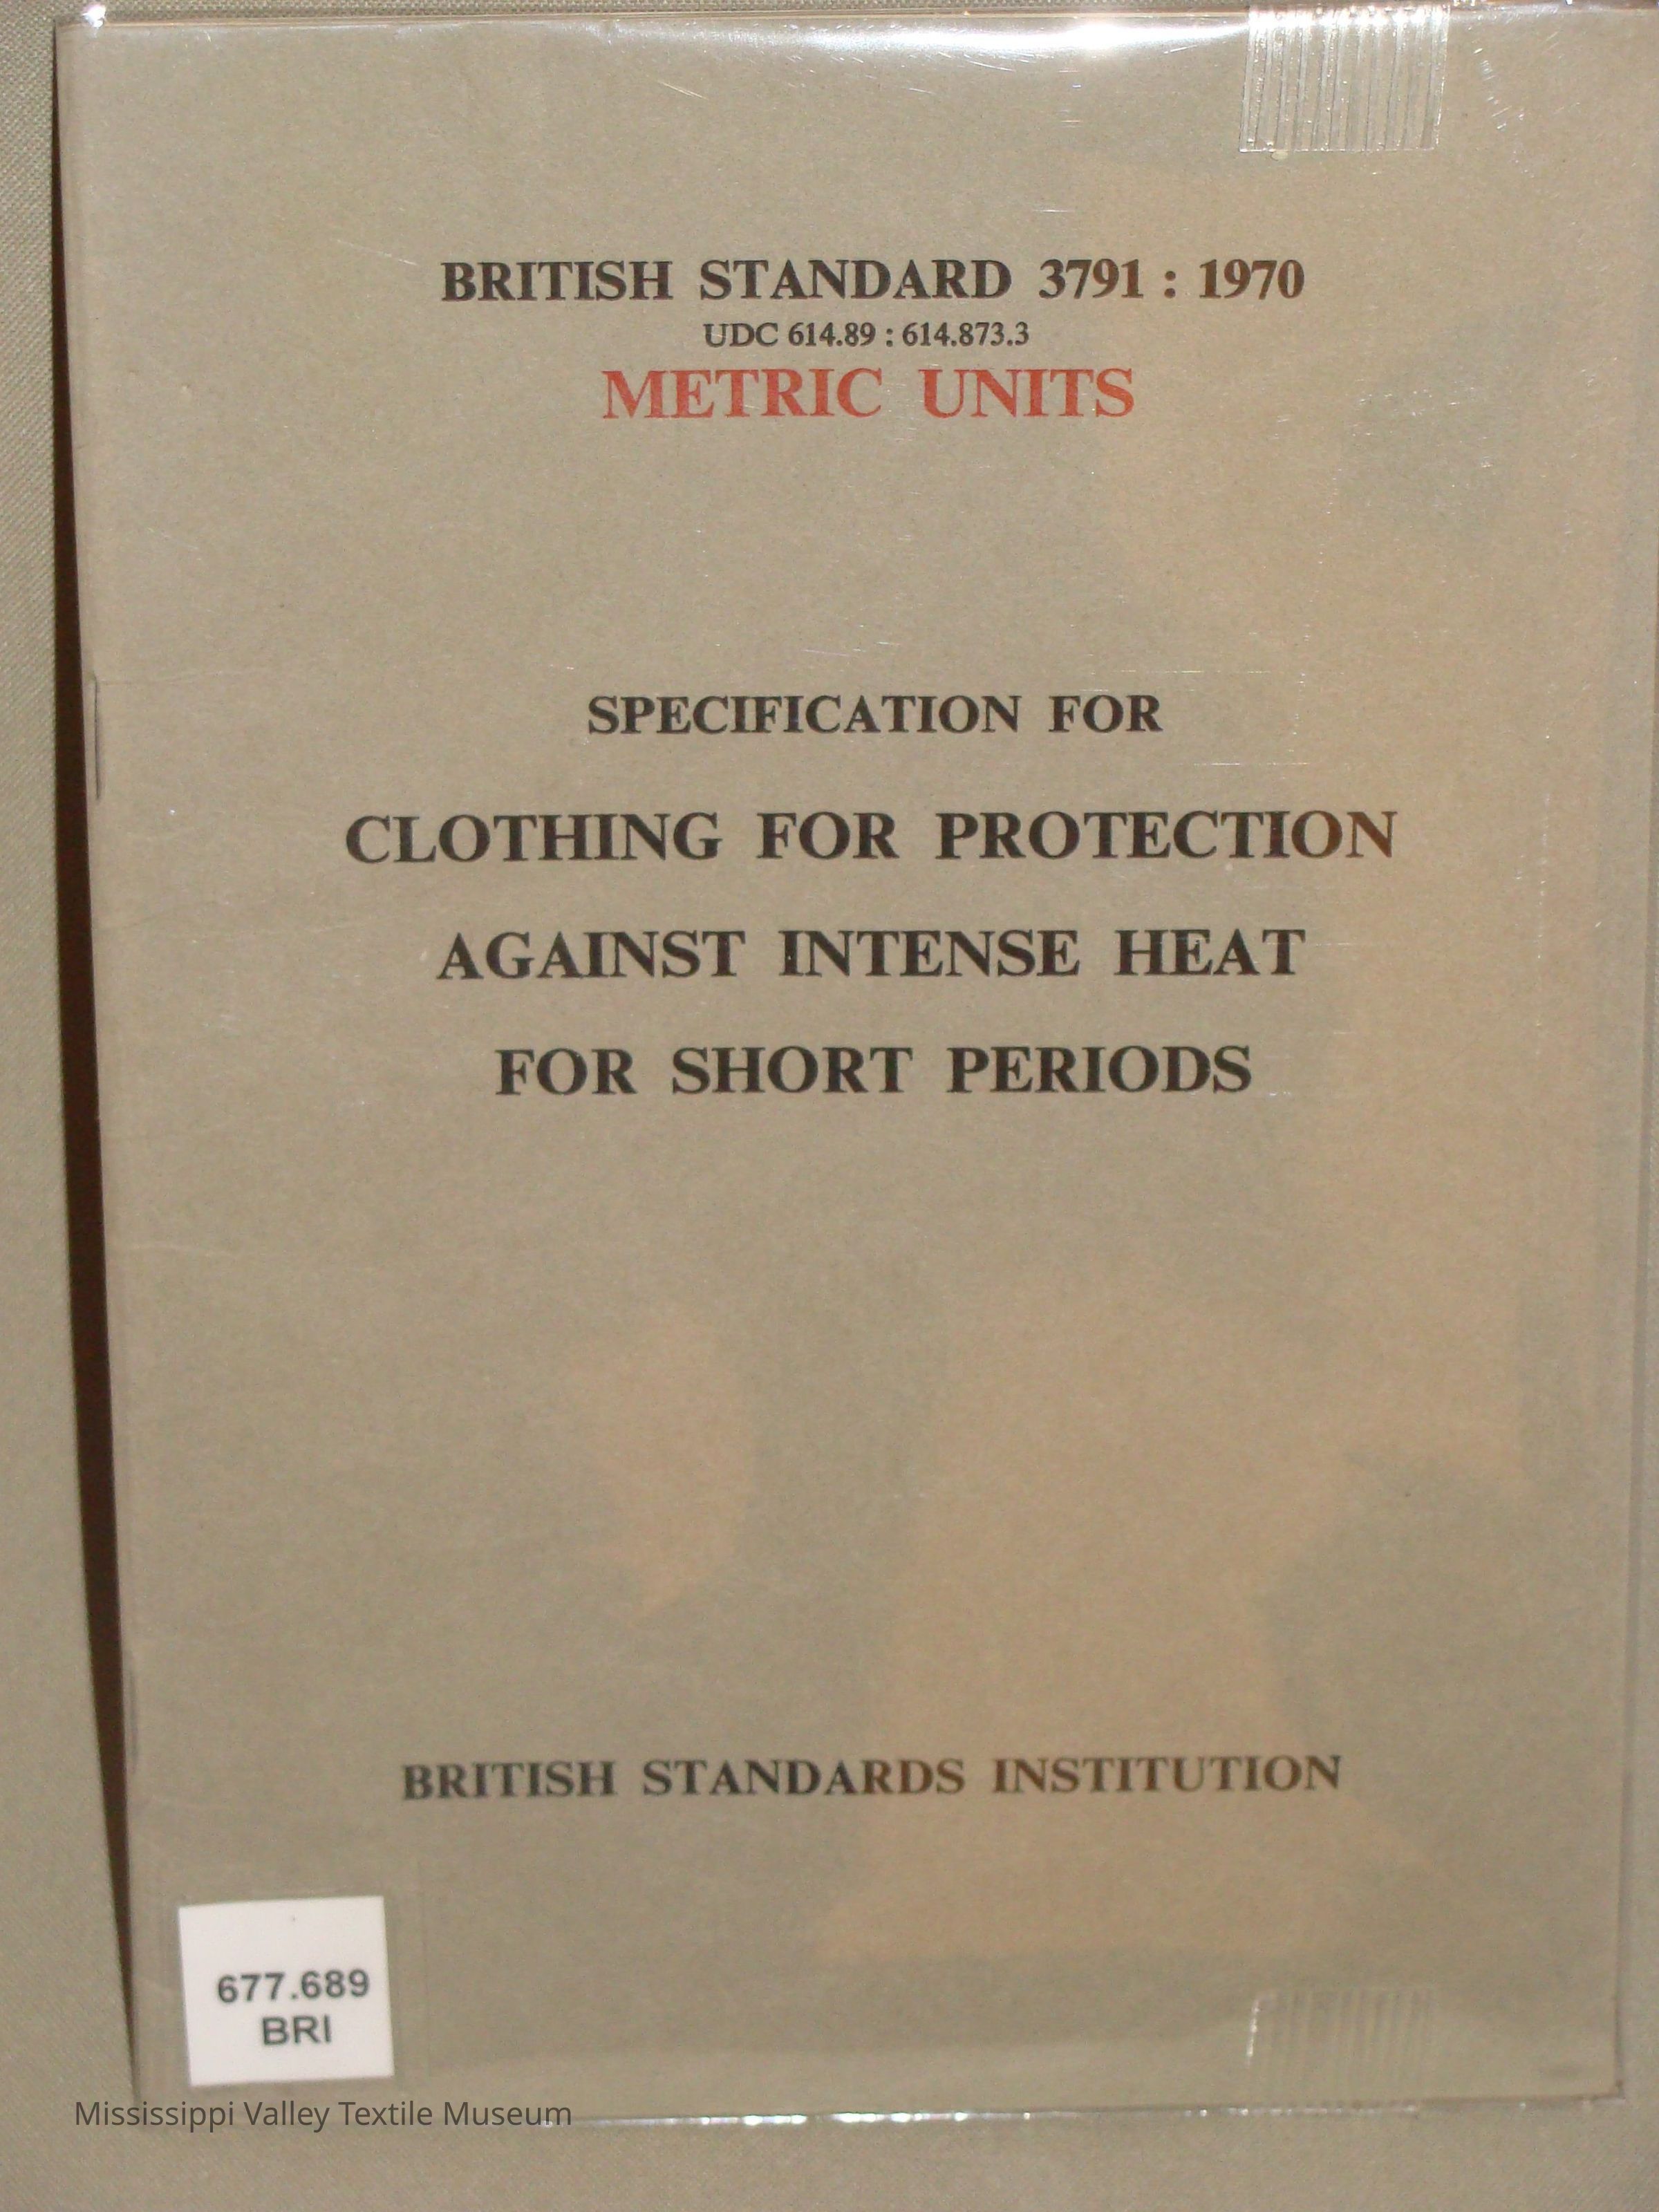 BRITISH STANDARD 3791 : 1970
UDC 614.89 : 614.873.3
METRIC UNITS
SPECIFICATION FOR
CLOTHING FOR PROTECTION
AGAINST INTENSE HEAT
FOR SHORT PERIODS
BRITISH STANDARDS INSTITUTION
677.689
BRI
Mississippi Valley Textile Museum